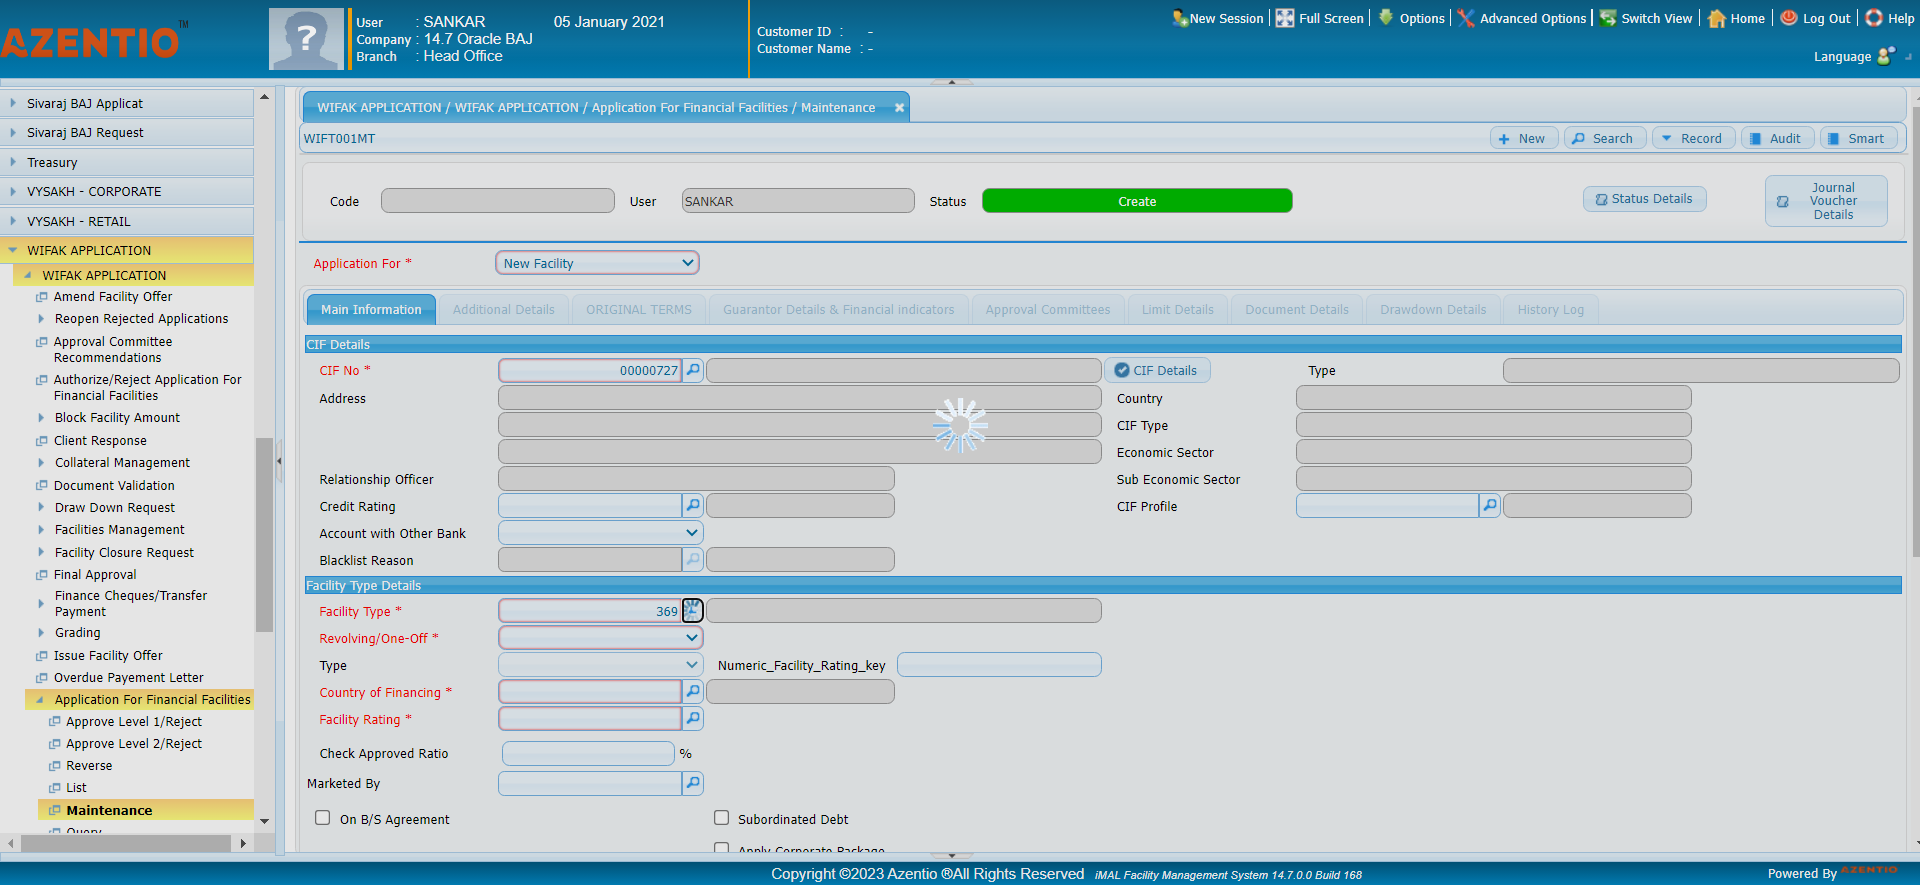 AZENTIO™
User : SANKAR 05 January 2021
Company : 14.7 Oracle BAJ
Branch : Head Office
Customer ID : -
Customer Name : -
New Session Full Screen Options Advanced Options Switch View Home Log Out Help
Language
Sivaraj BAJ Applicat
Sivaraj BAJ Request
Treasury
VYSAKH - CORPORATE
VYSAKH - RETAIL
WIFAK APPLICATION
WIFAK APPLICATION
Amend Facility Offer
Reopen Rejected Applications
Approval Committee
Recommendations
Authorize/Reject Application For
Financial Facilities
Block Facility Amount
Client Response
Collateral Management
Document Validation
Draw Down Request
Facilities Management
Facility Closure Request
Final Approval
Finance Cheques/Transfer
Payment
Grading
Issue Facility Offer
Overdue Payement Letter
Application For Financial Facilities
Approve Level 1/Reject
Approve Level 2/Reject
Reverse
List
Maintenance
Query
WIFAK APPLICATION / WIFAK APPLICATION / Application For Financial Facilities / Maintenance
WIFT001MT
New Search Record Audit Smart
Code User SANKAR Status Create
Status Details
Journal
Voucher
Details
Application For * New Facility
Main Information Additional Details ORIGINAL TERMS Guarantor Details & Financial indicators Approval Committees Limit Details Document Details Drawdown Details History Log
CIF Details
CIF No * 00000727 CIF Details Type
Address Country
CIF Type
Economic Sector
Relationship Officer Sub Economic Sector
Credit Rating CIF Profile
Account with Other Bank
Blacklist Reason
Facility Type Details
Facility Type * 369
Revolving/One-Off *
Type Numeric_Facility_Rating_key
Country of Financing *
Facility Rating *
Check Approved Ratio %
Marketed By
On B/S Agreement Subordinated Debt
Apply Corporate Package
Copyright ©2023 Azentio ®All Rights Reserved iMAL Facility Management System 14.7.0.0 Build 168
Powered By AZENTIO